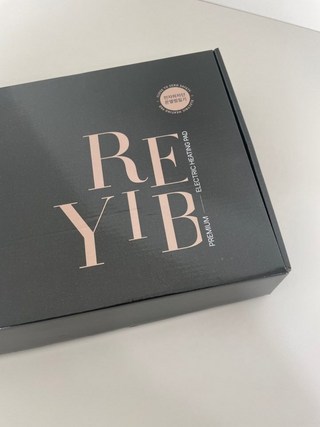 RE
YIB
PREMIUM
ELECTRIC HEATING PAD